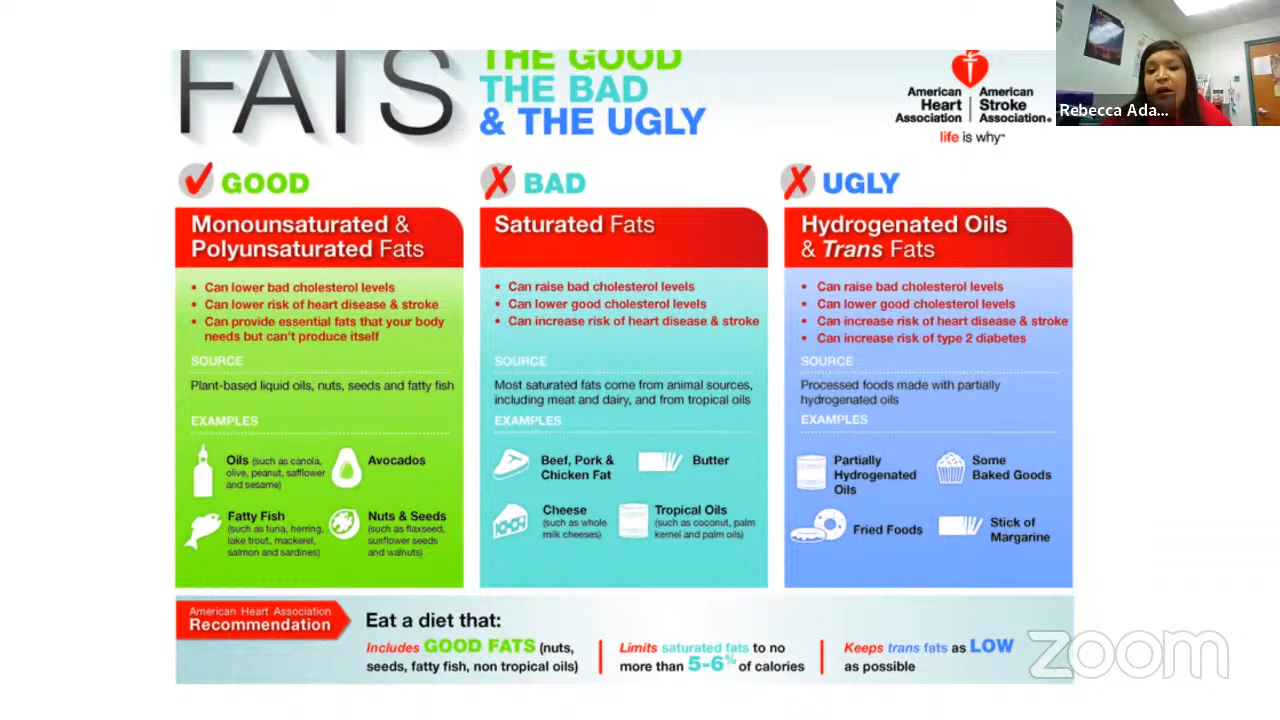 FATS
THE GOOD
THE BAD
& THE UGLY
American
Heart
Association
American
Stroke
Association®
life is why™
Rebecca Ada...
GOOD
Monounsaturated &
Polyunsaturated Fats
• Can lower bad cholesterol levels
• Can lower risk of heart disease & stroke
• Can provide essential fats that your body
needs but can't produce itself
SOURCE
Plant-based liquid oils, nuts, seeds and fatty fish
EXAMPLES
Oils (such as canola,
olive, peanut, safflower
and sesame)
Avocados
Fatty Fish
(such as tuna, herring,
lake trout, mackerel,
salmon and sardines)
Nuts & Seeds
(such as flaxseed,
sunflower seeds
and walnuts)
BAD
Saturated Fats
• Can raise bad cholesterol levels
• Can lower good cholesterol levels
• Can increase risk of heart disease & stroke
SOURCE
Most saturated fats come from animal sources,
including meat and dairy, and from tropical oils
EXAMPLES
Beef, Pork &
Chicken Fat
Butter
Cheese
(such as whole
milk cheeses)
Tropical Oils
(such as coconut, palm
kernel and palm oils)
UGLY
Hydrogenated Oils
& Trans Fats
• Can raise bad cholesterol levels
• Can lower good cholesterol levels
• Can increase risk of heart disease & stroke
• Can increase risk of type 2 diabetes
SOURCE
Processed foods made with partially
hydrogenated oils
EXAMPLES
Partially
Hydrogenated
Oils
Some
Baked Goods
Fried Foods
Stick of
Margarine
American Heart Association
Recommendation
Eat a diet that:
Includes GOOD FATS (nuts,
seeds, fatty fish, non tropical oils)
Limits saturated fats to no
more than 5-6% of calories
Keeps trans fats as LOW
as possible
zoom